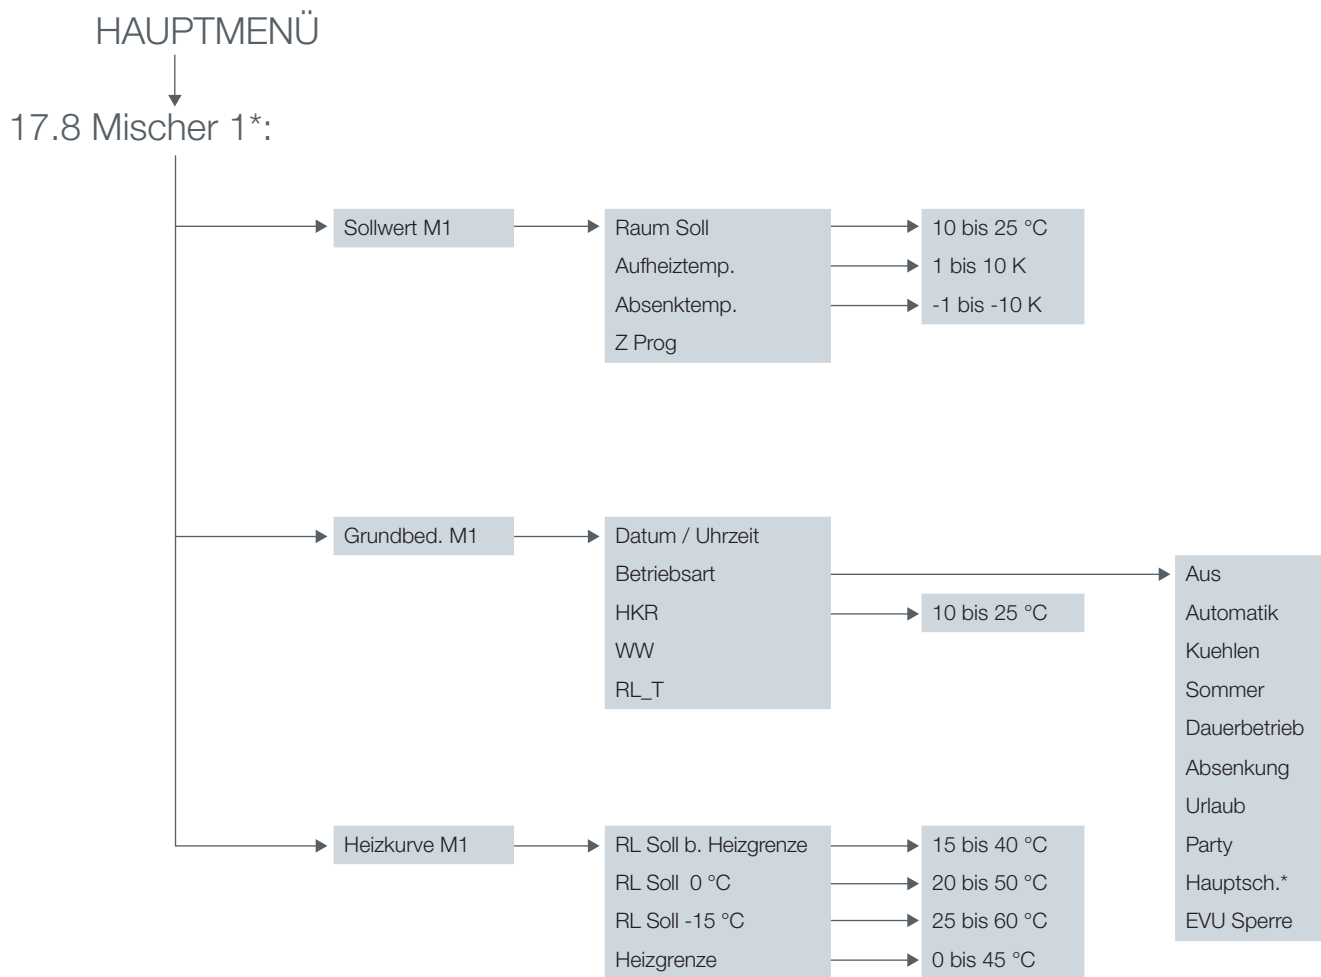 HAUPTMENÜ
17.8 Mischer 1*:
Sollwert M1
Raum Soll
10 bis 25 °C
Aufheiztemp.
1 bis 10 K
Absenktemp.
-1 bis -10 K
Z Prog
Grundbed. M1
Datum / Uhrzeit
Betriebsart
Aus
HKR
10 bis 25 °C
Automatik
WW
Kuehlen
RL_T
Sommer
Dauerbetrieb
Absenkung
Urlaub
Party
Hauptsch.*
EVU Sperre
Heizkurve M1
RL Soll b. Heizgrenze
15 bis 40 °C
RL Soll 0 °C
20 bis 50 °C
RL Soll -15 °C
25 bis 60 °C
Heizgrenze
0 bis 45 °C